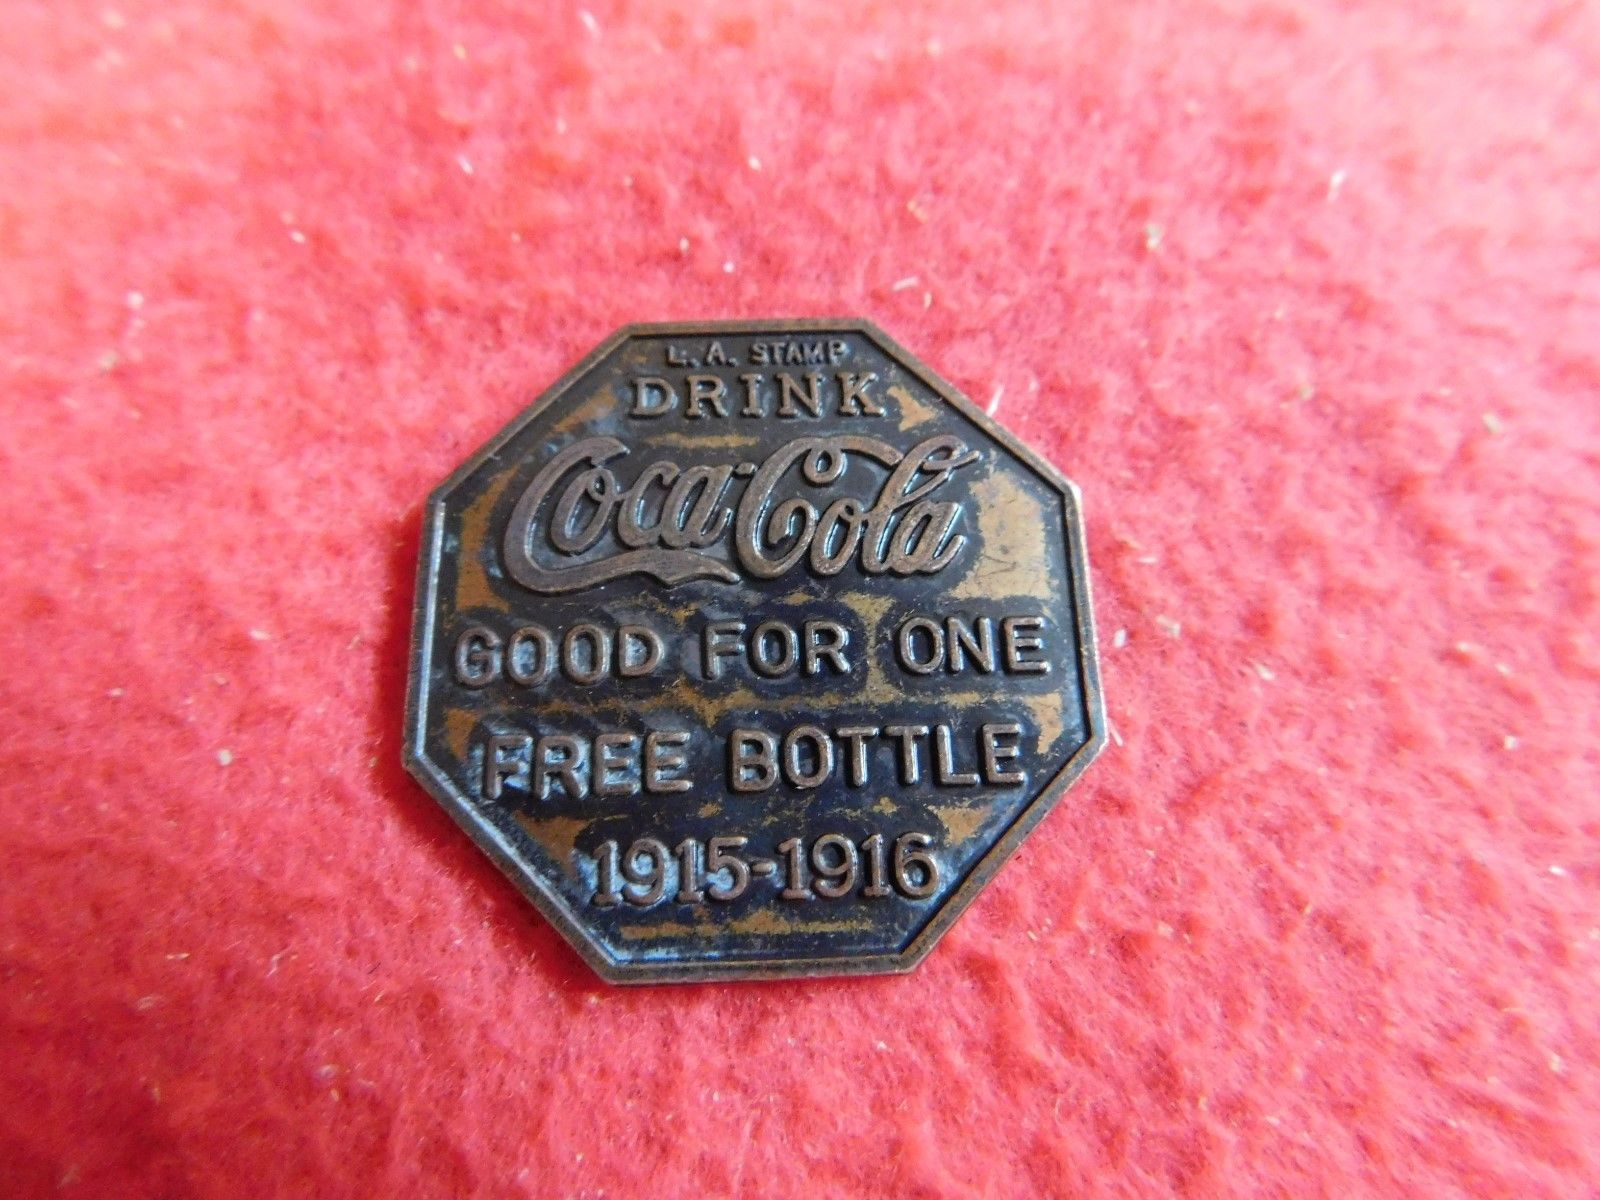 L. A. STAMP
DRINK
Coca-Cola
GOOD FOR ONE
FREE BOTTLE
1915-1916